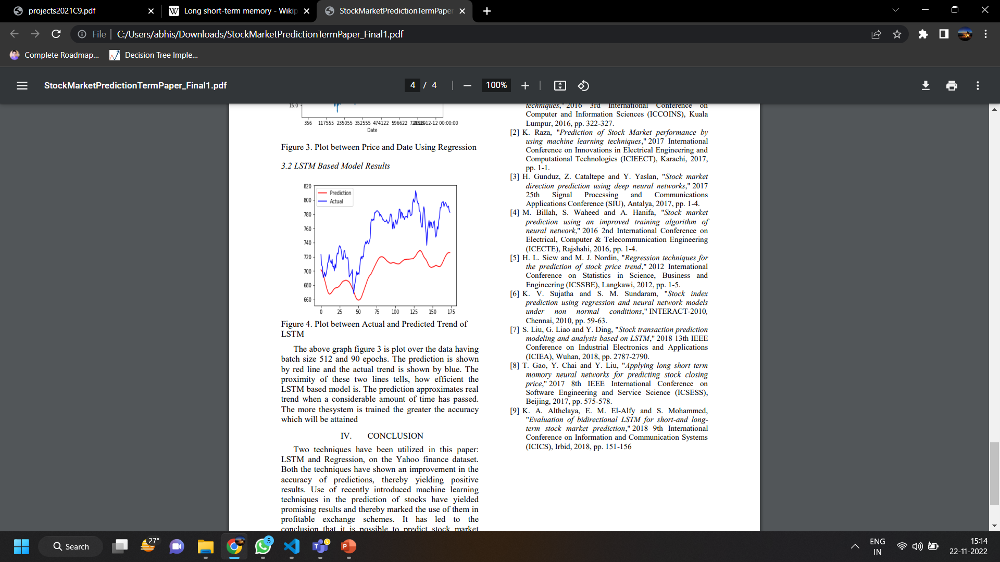 projects2021C9.pdf
Long short-term memory - Wikip
StockMarketPredictionTermPaper
File
C:/Users/abhis/Downloads/StockMarketPredictionTermPaper_Final1.pdf
Complete Roadmap...
Decision Tree Imple...
StockMarketPredictionTermPaper_Final1.pdf
4 / 4
100%
15.0
356 117555 235055 352555 474122 596622
Date
Figure 3. Plot between Price and Date Using Regression
3.2 LSTM Based Model Results
820
800
780
760
740
720
700
680
660
Prediction
Actual
0 25 50 75 100 125 150 175
Figure 4. Plot between Actual and Predicted Trend of
LSTM
The above graph figure 3 is plot over the data having
batch size 512 and 90 epochs. The prediction is shown
by red line and the actual trend is shown by blue. The
proximity of these two lines tells, how efficient the
LSTM based model is. The prediction approximates real
trend when a considerable amount of time has passed.
The more thesystem is trained the greater the accuracy
which will be attained
IV. CONCLUSION
Two techniques have been utilized in this paper:
LSTM and Regression, on the Yahoo finance dataset.
Both the techniques have shown an improvement in the
accuracy of predictions, thereby yielding positive
results. Use of recently introduced machine learning
techniques in the prediction of stocks have yielded
promising results and thereby marked the use of them in
profitable exchange schemes. It has led to the
conclusion that it is possible to predict stock market
techniques," 2016 3rd International Conference on
Computer and Information Sciences (ICCOINS), Kuala
Lumpur, 2016, pp. 322-327.
[2] K. Raza, "Prediction of Stock Market performance by
using machine learning techniques," 2017 International
Conference on Innovations in Electrical Engineering and
Computational Technologies (ICIEECT), Karachi, 2017,
pp. 1-1.
[3] H. Gunduz, Z. Cataltepe and Y. Yaslan, "Stock market
direction prediction using deep neural networks," 2017
25th Signal Processing and Communications
Applications Conference (SIU), Antalya, 2017, pp. 1-4.
[4] M. Billah, S. Waheed and A. Hanifa, "Stock market
prediction using an improved training algorithm of
neural network," 2016 2nd International Conference on
Electrical, Computer & Telecommunication Engineering
(ICECTE), Rajshahi, 2016, pp. 1-4.
[5] H. L. Siew and M. J. Nordin, "Regression techniques for
the prediction of stock price trend," 2012 International
Conference on Statistics in Science, Business and
Engineering (ICSSBE), Langkawi, 2012, pp. 1-5.
[6] K. V. Sujatha and S. M. Sundaram, "Stock index
prediction using regression and neural network models
under non normal conditions," INTERACT-2010,
Chennai, 2010, pp. 59-63.
[7] S. Liu, G. Liao and Y. Ding, "Stock transaction prediction
modeling and analysis based on LSTM," 2018 13th IEEE
Conference on Industrial Electronics and Applications
(ICIEA), Wuhan, 2018, pp. 2787-2790.
[8] T. Gao, Y. Chai and Y. Liu, "Applying long short term
momory neural networks for predicting stock closing
price," 2017 8th IEEE International Conference on
Software Engineering and Service Science (ICSESS),
Beijing, 2017, pp. 575-578.
[9] K. A. Althelaya, E. M. El-Alfy and S. Mohammed,
"Evaluation of bidirectional LSTM for short-and long-
term stock market prediction," 2018 9th International
Conference on Information and Communication Systems
(ICICS), Irbid, 2018, pp. 151-156
Search
27°
5
ENG
IN
15:14
22-11-2022